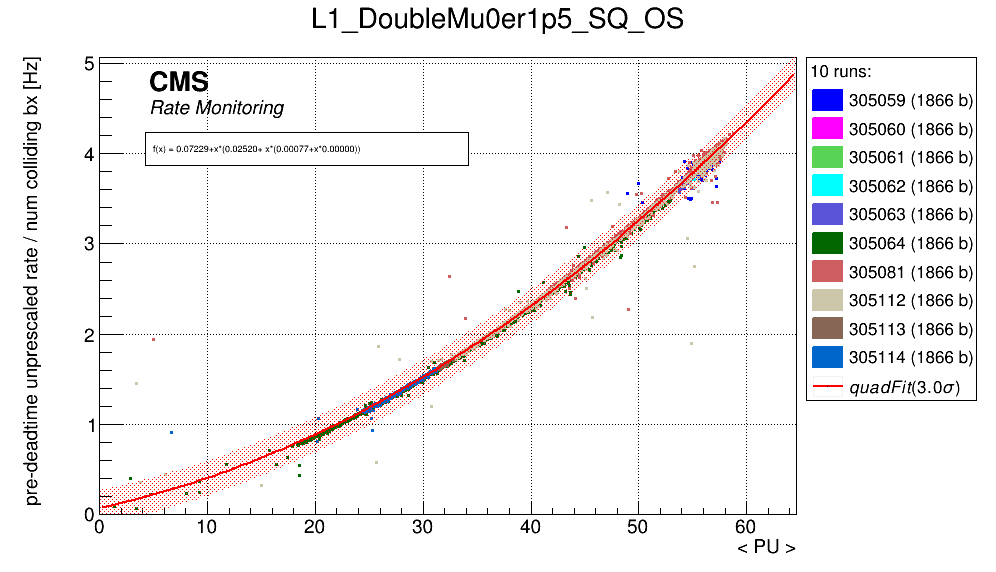 L1_DoubleMu0er1p5_SQ_OS
pre-deadtime unprescaled rate / num colliding bx [Hz]
5
4
3
2
1
0
CMS
Rate Monitoring
f(x) = 0.07229+x*(0.02520+ x*(0.00077+x*0.00000))
0 10 20 30 40 50 60
< PU >
10 runs:
305059 (1866 b)
305060 (1866 b)
305061 (1866 b)
305062 (1866 b)
305063 (1866 b)
305064 (1866 b)
305081 (1866 b)
305112 (1866 b)
305113 (1866 b)
305114 (1866 b)
quadFit(3.0σ)